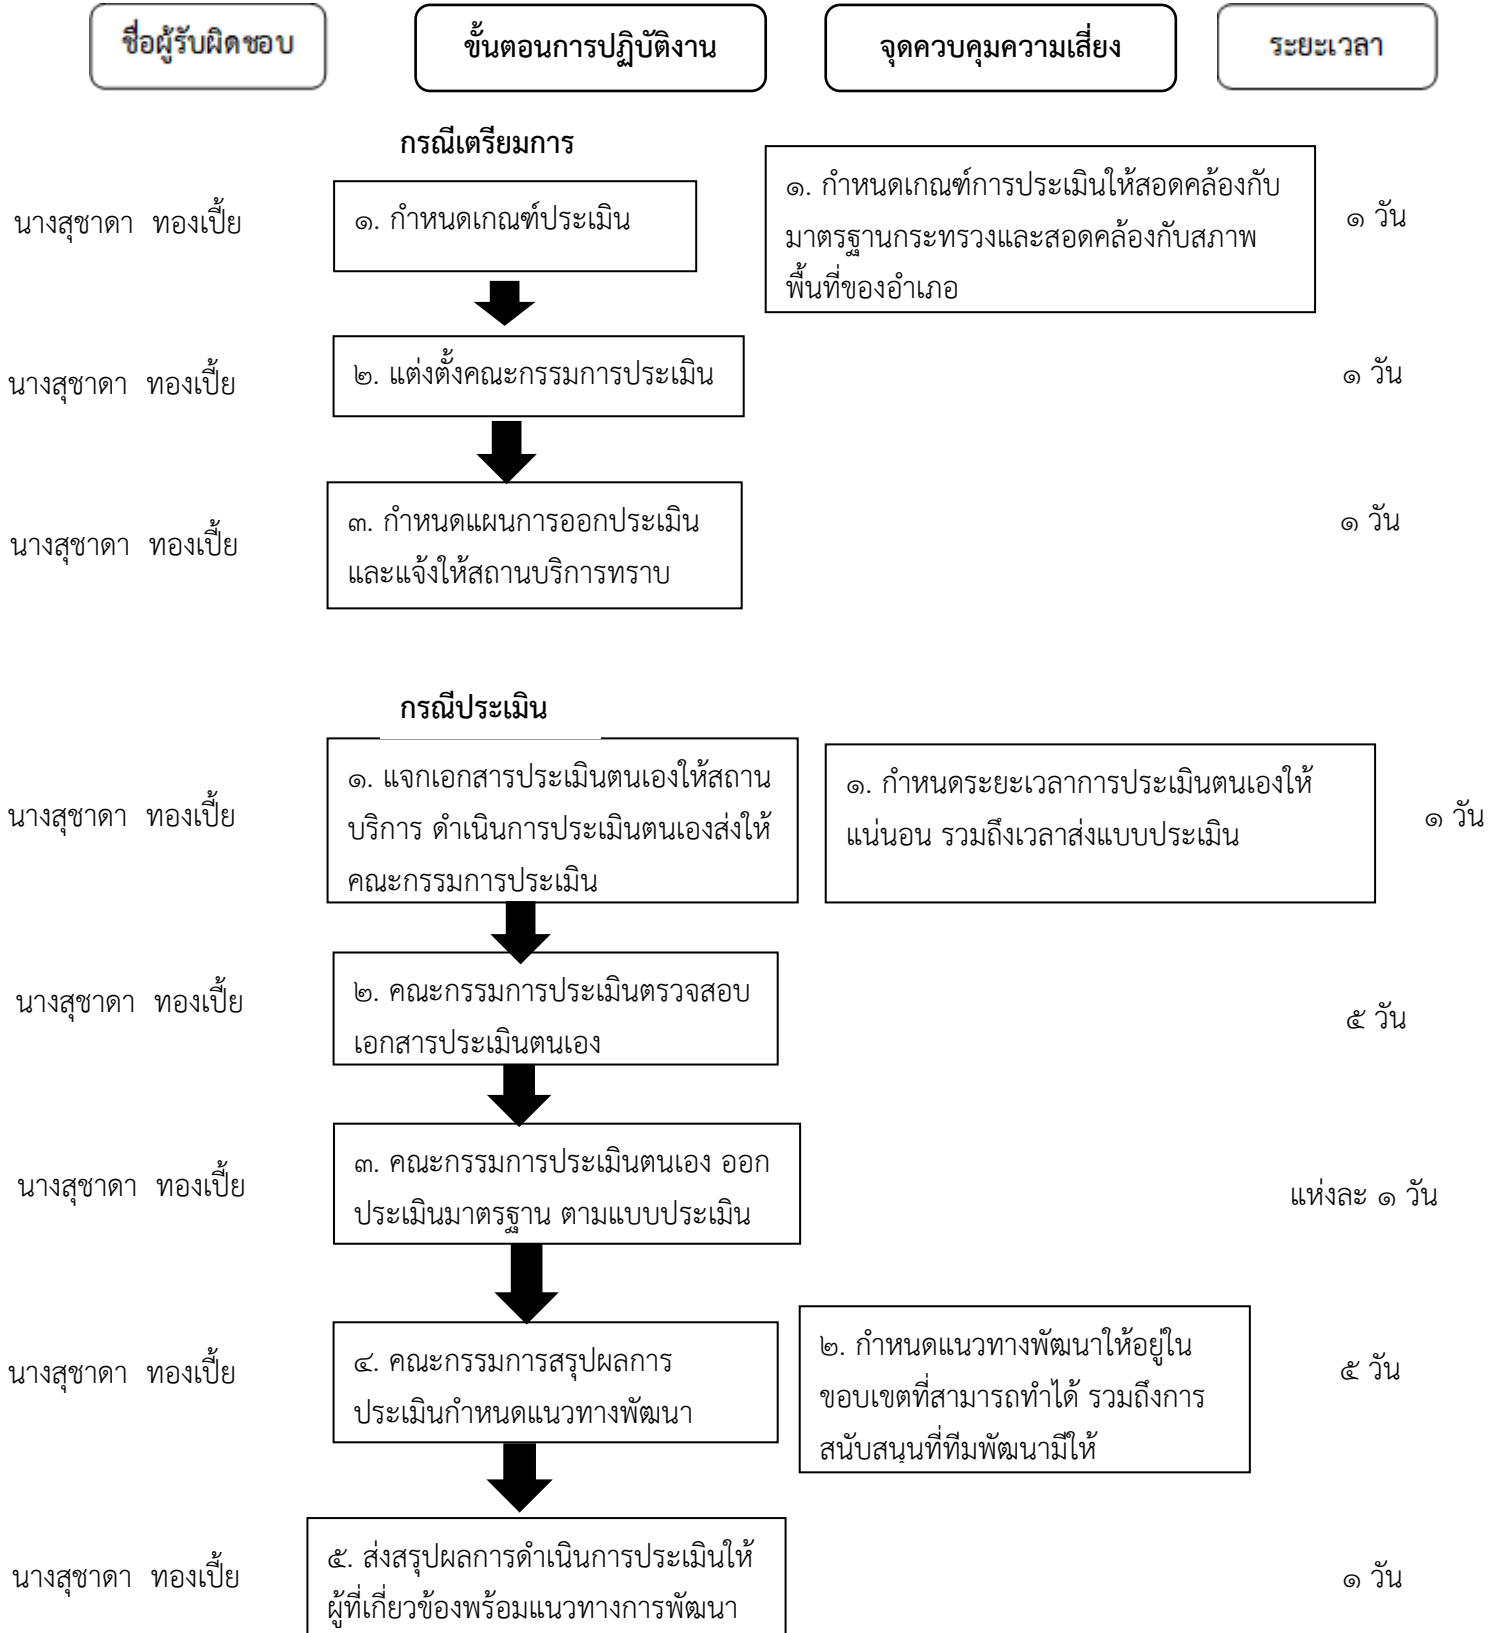 ชื่อผู้รับผิดชอบ
ขั้นตอนการปฏิบัติงาน
จุดควบคุมความเสี่ยง
ระยะเวลา
กรณีเตรียมการ
นางสุชาดา ทองเปี้ย
๑. กำหนดเกณฑ์ประเมิน
๑. กำหนดเกณฑ์การประเมินให้สอดคล้องกับ
มาตรฐานกระทรวงและสอดคล้องกับสภาพ
พื้นที่ของอำเภอ
๑ วัน
นางสุชาดา ทองเปี้ย
๒. แต่งตั้งคณะกรรมการประเมิน
๑ วัน
นางสุชาดา ทองเปี้ย
๓. กำหนดแผนการออกประเมิน
และแจ้งให้สถานบริการทราบ
๑ วัน
กรณีประเมิน
นางสุชาดา ทองเปี้ย
๑. แจกเอกสารประเมินตนเองให้สถาน
บริการ ดำเนินการประเมินตนเองส่งให้
คณะกรรมการประเมิน
๑. กำหนดระยะเวลาการประเมินตนเองให้
แน่นอน รวมถึงเวลาส่งแบบประเมิน
๑ วัน
นางสุชาดา ทองเปี้ย
๒. คณะกรรมการประเมินตรวจสอบ
เอกสารประเมินตนเอง
๕ วัน
นางสุชาดา ทองเปี้ย
๓. คณะกรรมการประเมินตนเอง ออก
ประเมินมาตรฐาน ตามแบบประเมิน
แห่งละ ๑ วัน
นางสุชาดา ทองเปี้ย
๔. คณะกรรมการสรุปผลการ
ประเมินกำหนดแนวทางพัฒนา
๒. กำหนดแนวทางพัฒนาให้อยู่ใน
ขอบเขตที่สามารถทำได้ รวมถึงการ
สนับสนุนที่ทีมพัฒนามีให้
๕ วัน
นางสุชาดา ทองเปี้ย
๕. ส่งสรุปผลการดำเนินการประเมินให้
ผู้ที่เกี่ยวข้องพร้อมแนวทางการพัฒนา
๑ วัน